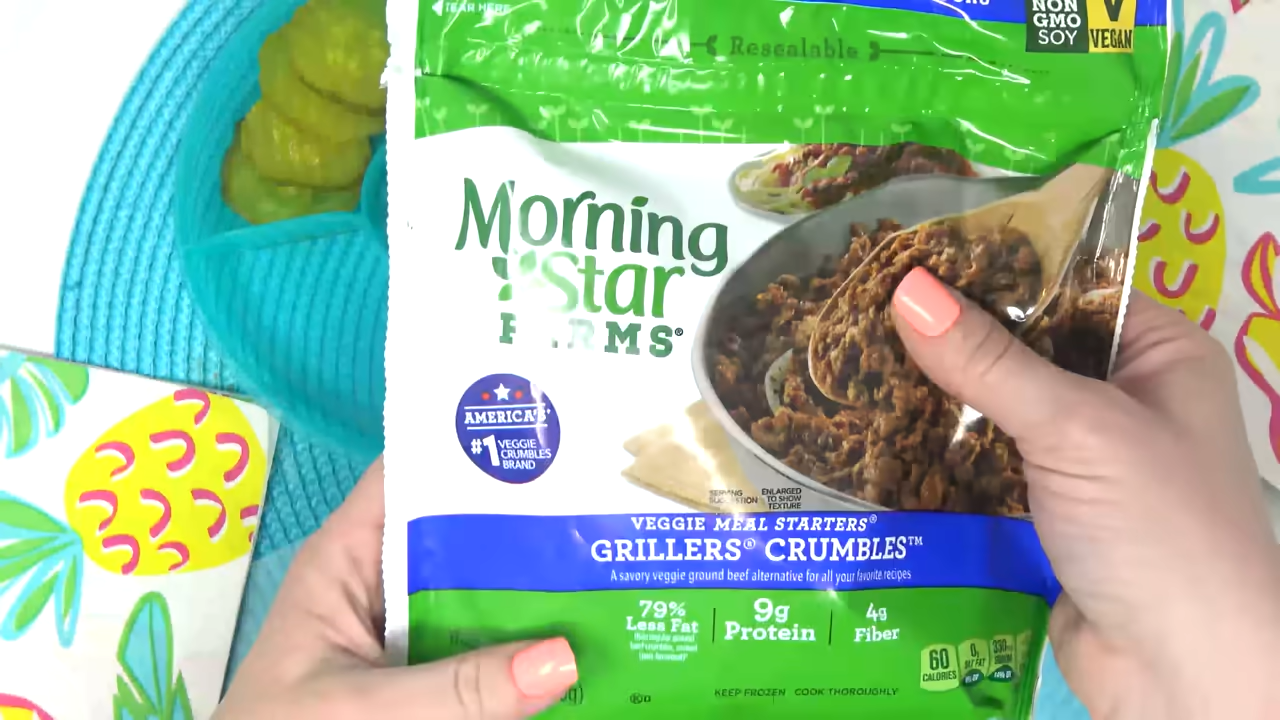 TEAR HERE
NON
GMO
SOY
V
VEGAN
Resealable
Morning
Star
FARMS®
AMERICA'S
#1 VEGGIE
CRUMBLES
BRAND
SERVING
SUGGESTION
ENLARGED
TO SHOW
TEXTURE
VEGGIE MEAL STARTERS®
GRILLERS® CRUMBLES™
A savory veggie ground beef alternative for all your favorite recipes
79%
Less Fat
9g
Protein
4g
Fiber
60
CALORIES
0g
SAT FAT
KEEP FROZEN COOK THOROUGHLY